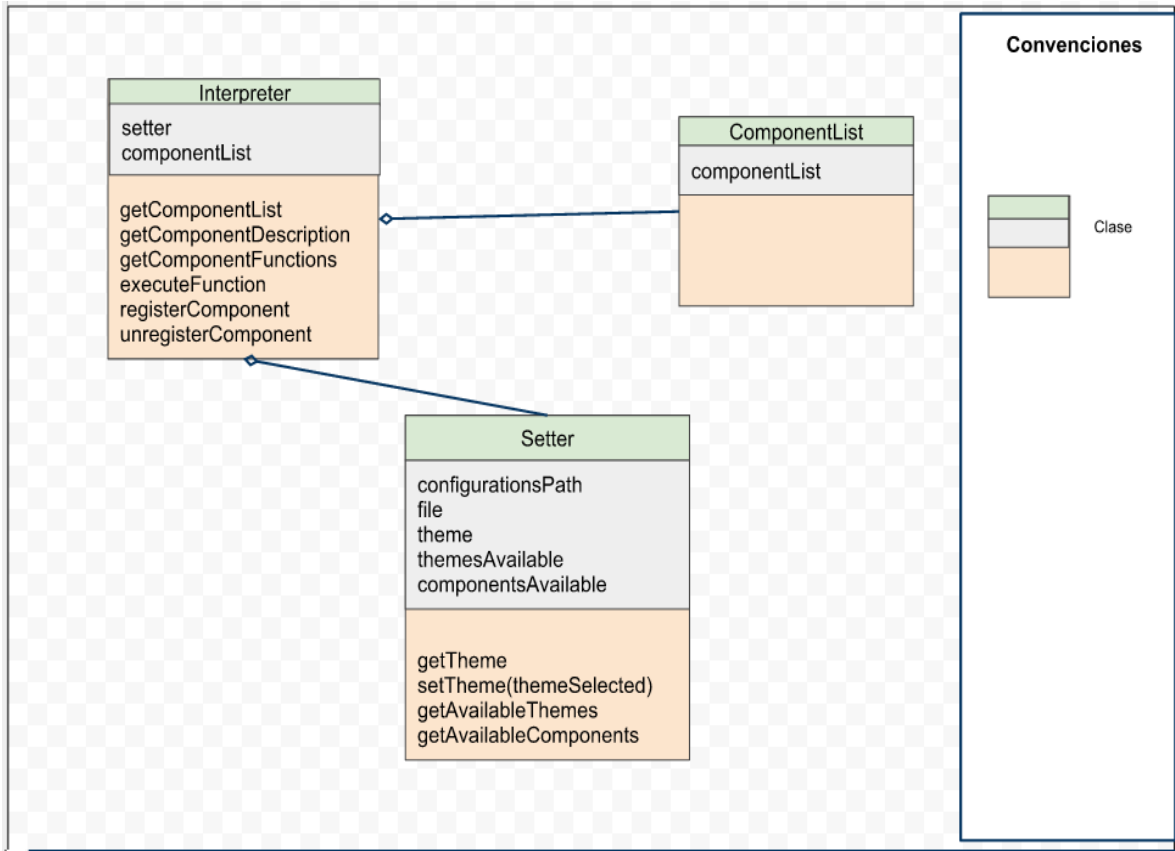 Interpreter
setter
componentList
getComponentList
getComponentDescription
getComponentFunctions
executeFunction
registerComponent
unregisterComponent
ComponentList
componentList
Setter
configurationsPath
file
theme
themesAvailable
componentsAvailable
getTheme
setTheme(themeSelected)
getAvailableThemes
getAvailableComponents
Convenciones
Clase